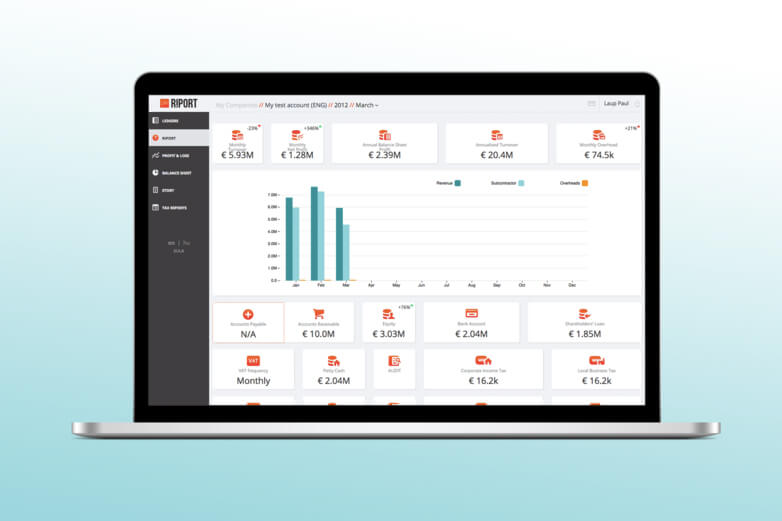 RIPORT
My Companies // My test account (ENG) // 2012 // March
Laup Paul
LEDGERS
RIPORT
PROFIT & LOSS
BALANCE SHEET
STORY
TAX REPORTS
-23%
Monthly
Turnover
€ 5.93M
+346%
Monthly
Net Profit
€ 1.28M
Annual Balance Sheet
Profit
€ 2.39M
Annualised Turnover
€ 20.4M
+21%
Monthly Overhead
€ 74.5k
Revenue
Subcontractor
Overheads
7.0M
6.0M
5.0M
4.0M
3.0M
2.0M
1.0M
0.0
Jan Feb Mar Apr May Jun Jul Aug Sep Oct Nov Dec
Accounts Payable
N/A
Accounts Receivable
€ 10.0M
+76%
Equity
€ 3.03M
Bank Account
€ 2.04M
Shareholders' Loan
€ 1.85M
VAT
VAT Frequency
Monthly
Petty Cash
€ 2.04M
AUDIT
Corporate Income Tax
€ 16.2k
Local Business Tax
€ 16.2k